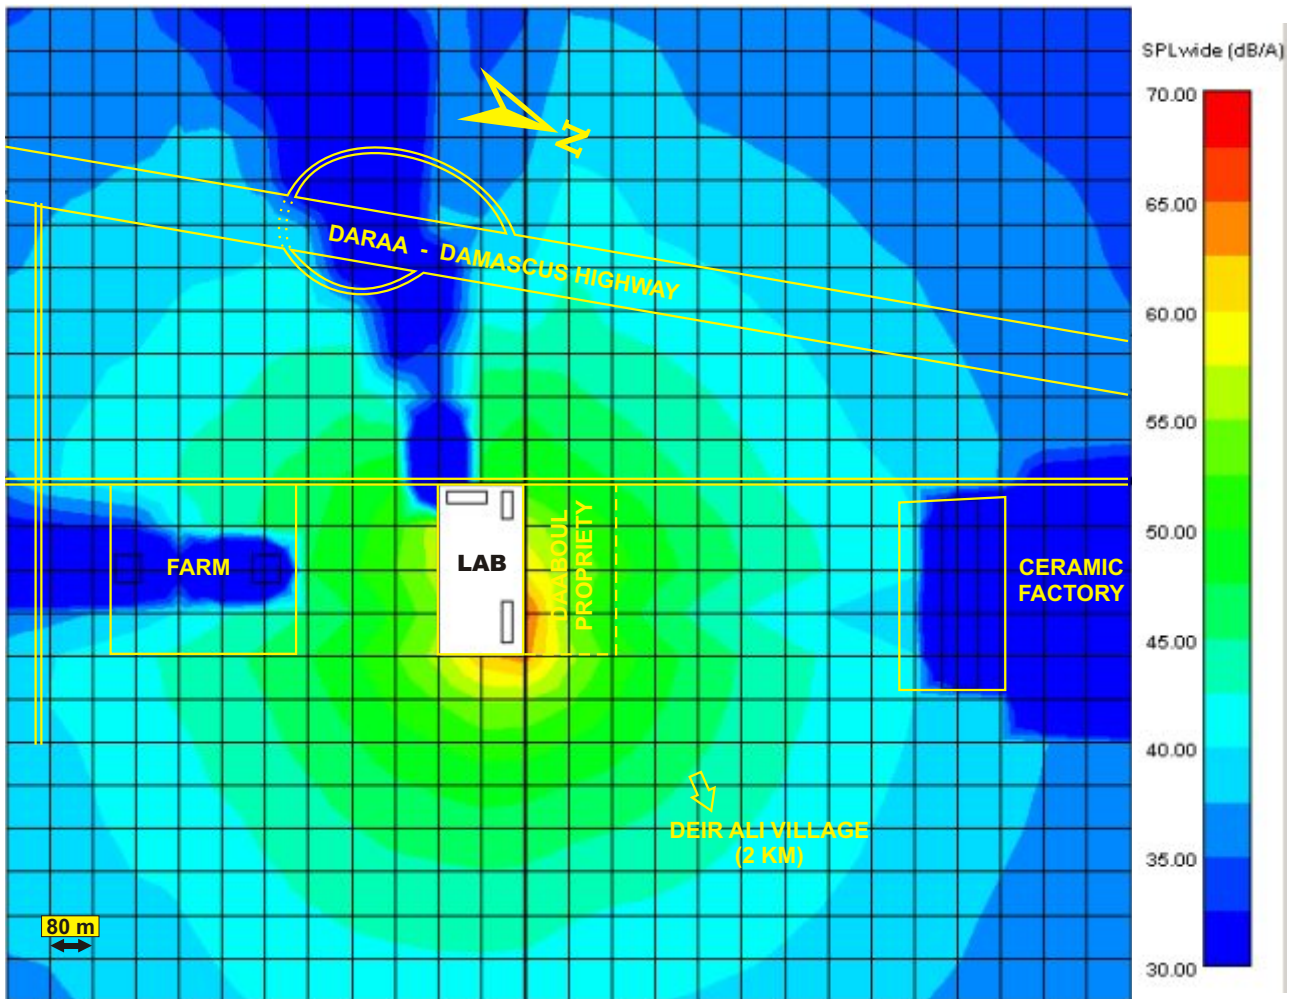 SPLwide (dB/A)
70.00
65.00
60.00
55.00
50.00
45.00
40.00
35.00
30.00
N
DARAA - DAMASCUS HIGHWAY
FARM
LAB
DAABOUL
PROPRIETY
CERAMIC
FACTORY
DEIR ALI VILLAGE
(2 KM)
80 m